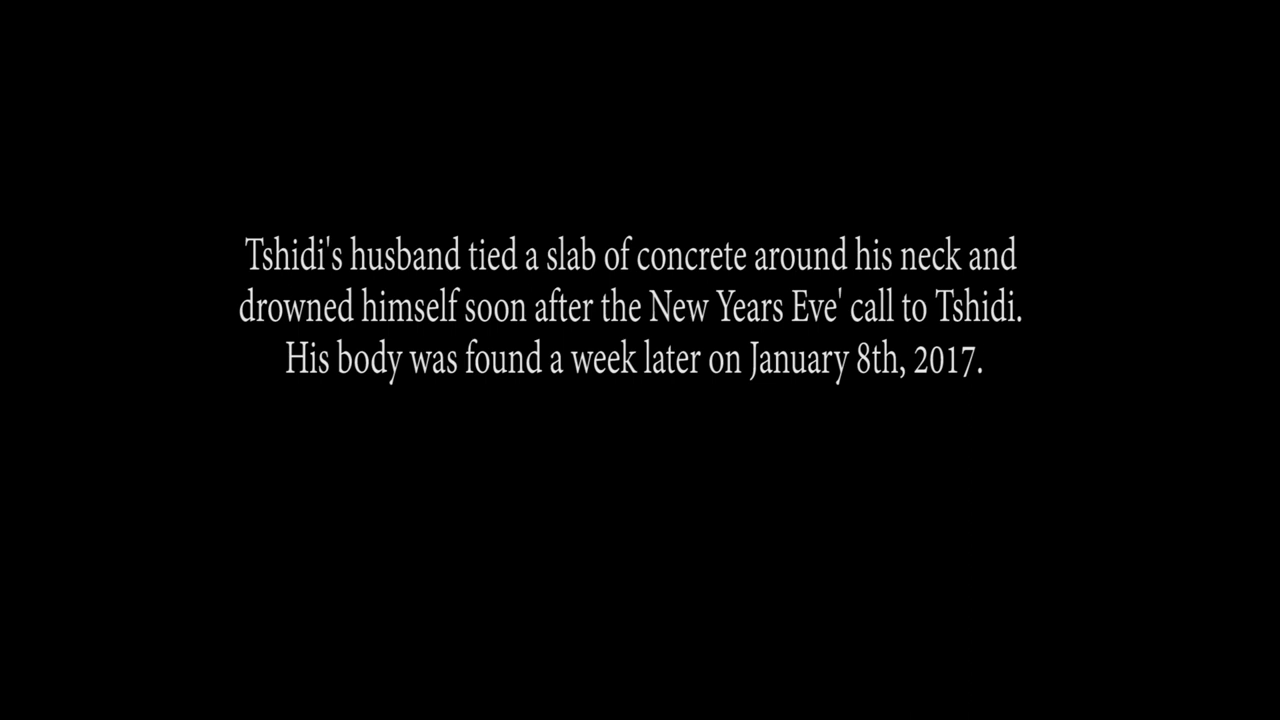 Tshidi's husband tied a slab of concrete around his neck and
drowned himself soon after the New Years Eve' call to Tshidi.
His body was found a week later on January 8th, 2017.